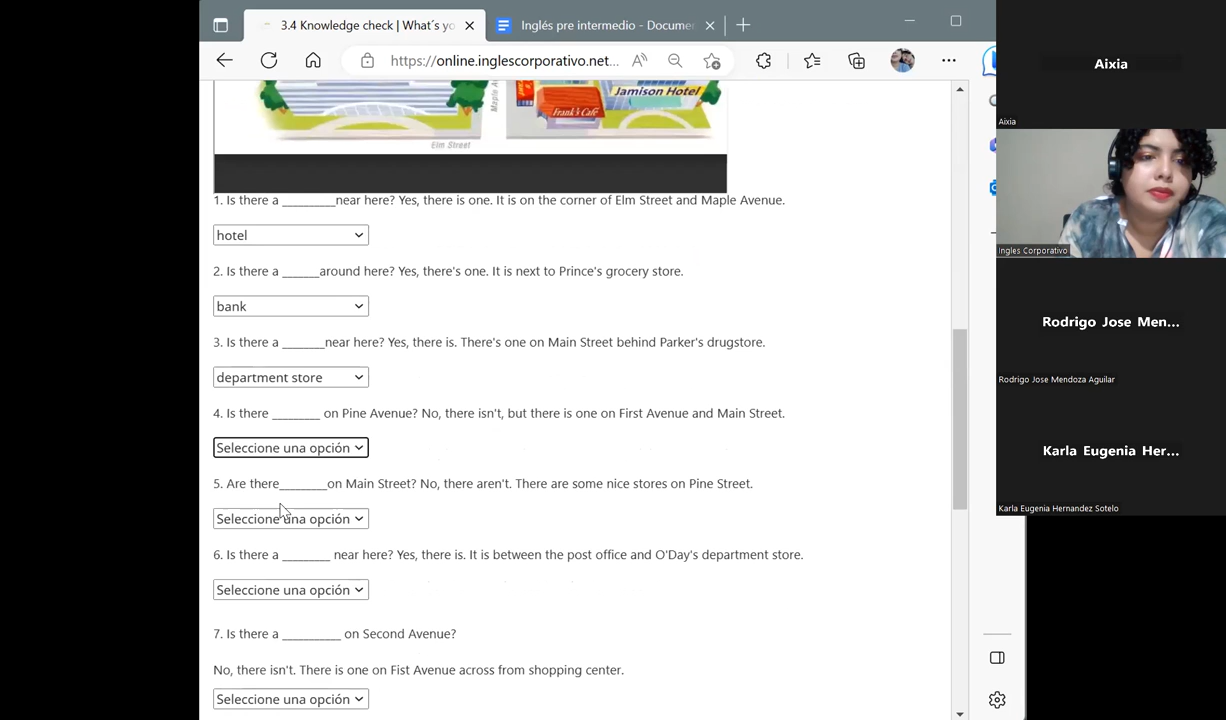 3.4 Knowledge check | What´s yo
Inglés pre intermedio - Docume
https://online.inglescorporativo.net...
Maple A
Jamison Hotel
Frank's Café
Elm Street
1. Is there a _________near here? Yes, there is one. It is on the corner of Elm Street and Maple Avenue.
hotel
2. Is there a ______around here? Yes, there's one. It is next to Prince's grocery store.
bank
3. Is there a _______near here? Yes, there is. There's one on Main Street behind Parker's drugstore.
department store
4. Is there ________ on Pine Avenue? No, there isn't, but there is one on First Avenue and Main Street.
Seleccione una opción
5. Are there________on Main Street? No, there aren't. There are some nice stores on Pine Street.
Seleccione una opción
6. Is there a ________ near here? Yes, there is. It is between the post office and O'Day's department store.
Seleccione una opción
7. Is there a __________ on Second Avenue?
No, there isn't. There is one on Fist Avenue across from shopping center.
Seleccione una opción
Aixia
Aixia
Ingles Corporativo
Rodrigo Jose Men...
Rodrigo Jose Mendoza Aguilar
Karla Eugenia Her...
Karla Eugenia Hernandez Sotelo